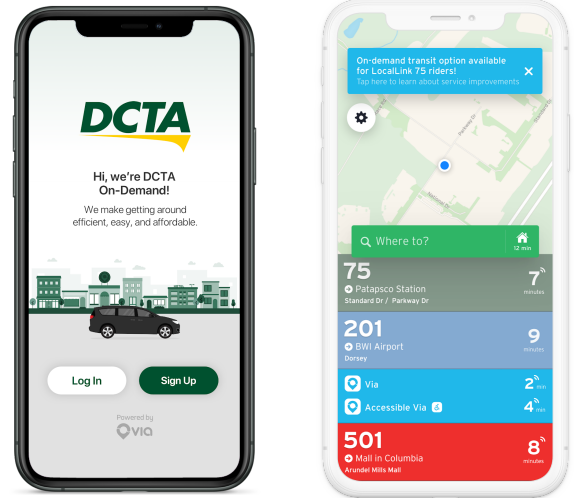 DCTA
Hi, we're DCTA
On-Demand!
We make getting around
efficient, easy, and affordable.
Log In
Sign Up
Powered by
via
On-demand transit option available
for LocalLink 75 riders!
Tap here to learn about service improvements
Where to?
12 min
75
Patapsco Station
Standard Dr / Parkway Dr
7
minutes
201
BWI Airport
Dorsey
9
minutes
Via
2 min
Accessible Via
4 min
501
Mall in Columbia
Arundel Mills Mall
8
minutes